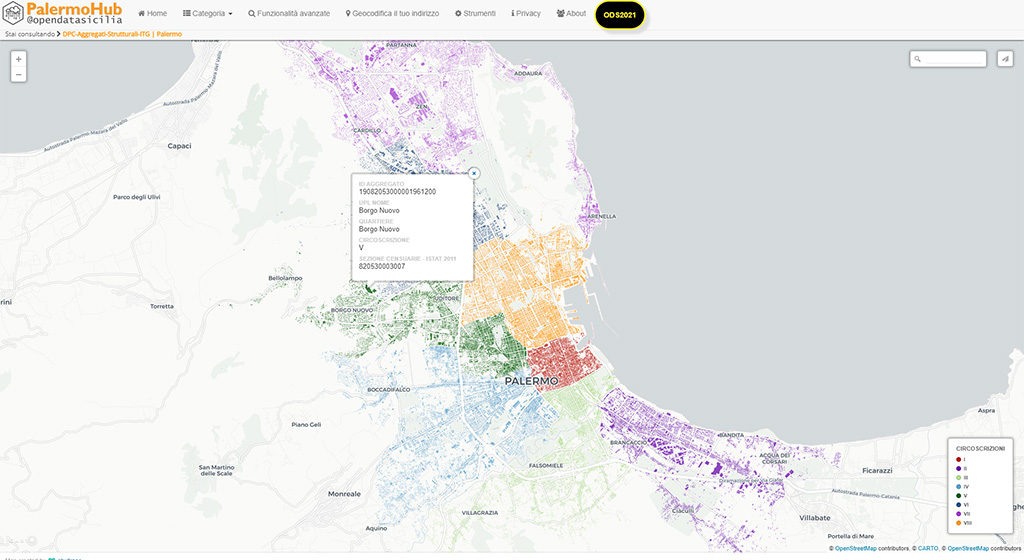 PalermoHub
@opendatasicilia
Home
Categoria
Funzionalità avanzate
Geocodifica il tuo indirizzo
Strumenti
Privacy
About
ODS2021
Stai consultando > DPC-Aggregati-Strutturali-ITG | Palermo
+
−
PARTANNA
ADDAURA
ZEN
CARDILLO
Autostrada Palermo-Mazara del Vallo
Autostrada Palermo-Mazara del Vallo
Capaci
Parco degli Ulivi
ARENELLA
ID AGGREGATO
19082053000001961200
UPL NOME
Borgo Nuovo
QUARTIERE
Borgo Nuovo
CIRCOSCRIZIONE
V
SEZIONE CENSUARIE - ISTAT 2011
820530003007
Bellolampo
Torretta
BORGO NUOVO
UDITORE
PALERMO
BOCCADIFALCO
Piano Geli
San Martino
delle Scale
Monreale
Aquino
FALSOMIELE
VILLAGRAZIA
BRANCACCIO
BANDITA
ACQUA DEI
CORSARI
Ciaculli
Aspra
Ficarazzi
Autostrada Palermo-Catania
Villabate
Portella di Mare
CIRCOSCRIZIONI
I
II
III
IV
V
VI
VII
VIII
© OpenStreetMap contributors, © CARTO, © OpenStreetMap contributors